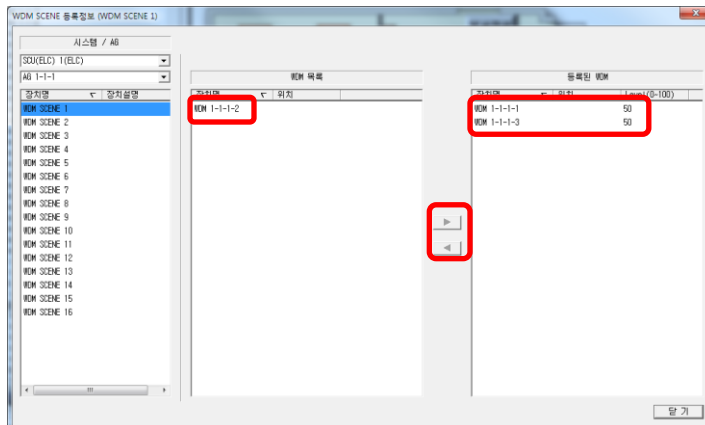 WDM SCENE 등록정보 (WDM SCENE 1)
시스템 / AG
SCU(ELC) 1(ELC)
AG 1-1-1
WDM 목록
등록된 WDM
장치명 장치설명
장치명 위치
장치명 위치 Level(0-100)
WDM SCENE 1
WDM SCENE 2
WDM SCENE 3
WDM SCENE 4
WDM SCENE 5
WDM SCENE 6
WDM SCENE 7
WDM SCENE 8
WDM SCENE 9
WDM SCENE 10
WDM SCENE 11
WDM SCENE 12
WDM SCENE 13
WDM SCENE 14
WDM SCENE 15
WDM SCENE 16
WDM 1-1-1-2
WDM 1-1-1-1 50
WDM 1-1-1-3 50
닫 기